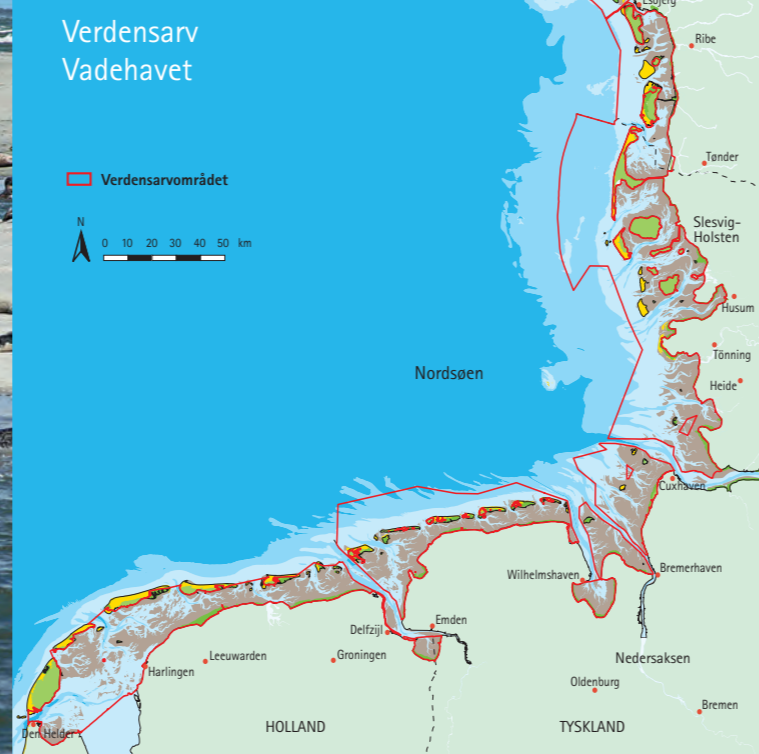 Verdensarv
Vadehavet
Verdensarvområdet
N
0 10 20 30 40 50 km
Esbjerg
Ribe
Tønder
Slesvig-
Holsten
Husum
Tönning
Heide
Nordsøen
Cuxhaven
Wilhelmshaven
Bremerhaven
Emden
Delfzijl
Leeuwarden
Groningen
Harlingen
Nedersaksen
Oldenburg
Bremen
Den Helder
HOLLAND
TYSKLAND